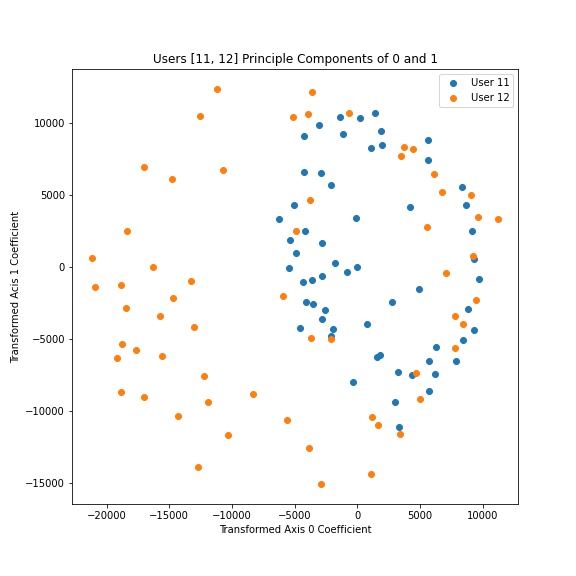 Users [11, 12] Principle Components of 0 and 1
User 11
User 12
10000
5000
0
−5000
−10000
−15000
Transformed Acis 1 Coefficient
−20000
−15000
−10000
−5000
0
5000
10000
Transformed Axis 0 Coefficient